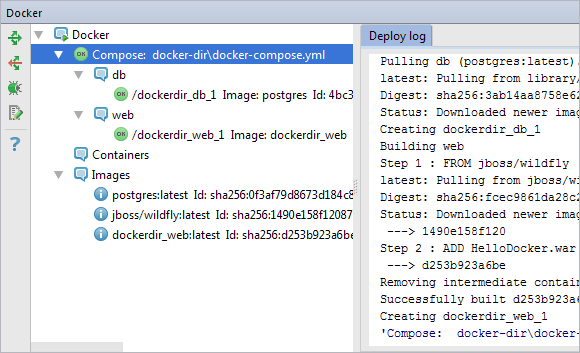 Docker
Docker
Compose: docker-dir\docker-compose.yml
db
OK /dockerdir_db_1 Image: postgres Id: 4bc3
web
OK /dockerdir_web_1 Image: dockerdir_web
Containers
Images
postgres:latest Id: sha256:0f3af79d8673d184c8
jboss/wildfly:latest Id: sha256:1490e158f12087
dockerdir_web:latest Id: sha256:d253b923a6be
Deploy log
Pulling db (postgres:latest).
latest: Pulling from library/
Digest: sha256:3ab14aa8758e62
Status: Downloaded newer imag
Creating dockerdir_db_1
Building web
Step 1 : FROM jboss/wildfly
latest: Pulling from jboss/wi
Digest: sha256:fcec9861da28c2
Status: Downloaded newer imag
---> 1490e158f120
Step 2 : ADD HelloDocker.war
---> d253b923a6be
Removing intermediate contain
Successfully built d253b923a6
Creating dockerdir_web_1
'Compose: docker-dir\docker-